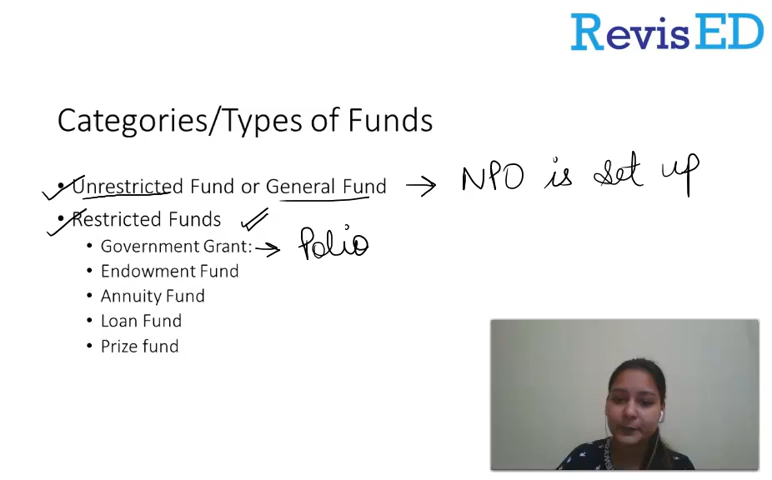 RevisED
Categories/Types of Funds
• Unrestricted Fund or General Fund → NPO is set up
• Restricted Funds
• Government Grant: → Polio
• Endowment Fund
• Annuity Fund
• Loan Fund
• Prize fund